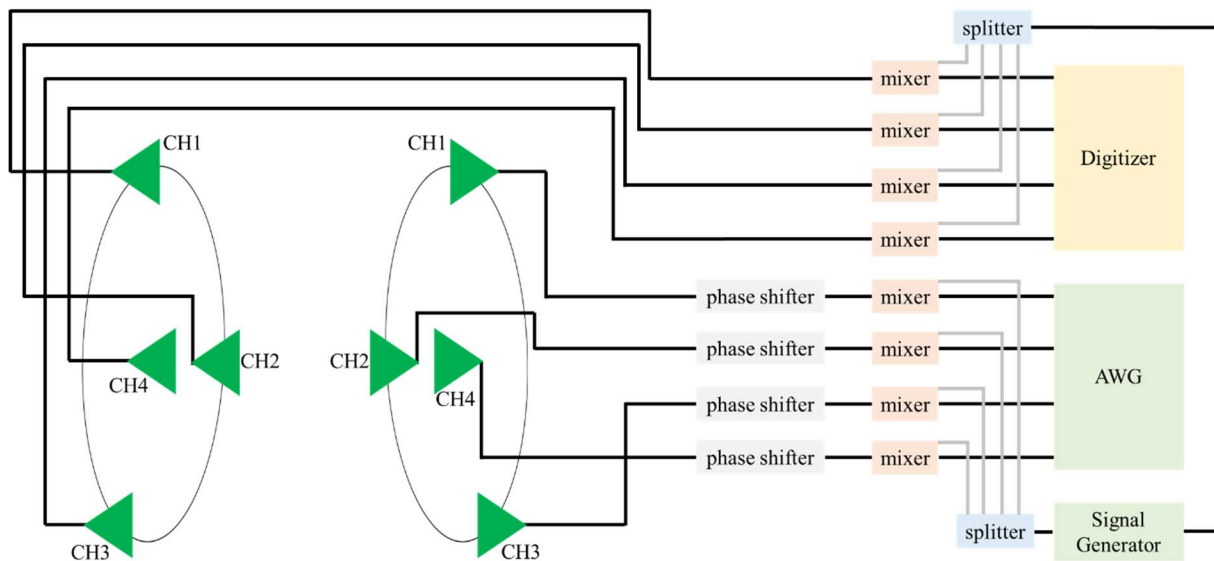 splitter
mixer
mixer
Digitizer
mixer
mixer
CH1
CH1
CH4
CH2
CH2
CH4
CH3
CH3
phase shifter
mixer
phase shifter
mixer
AWG
phase shifter
mixer
phase shifter
mixer
splitter
Signal
Generator